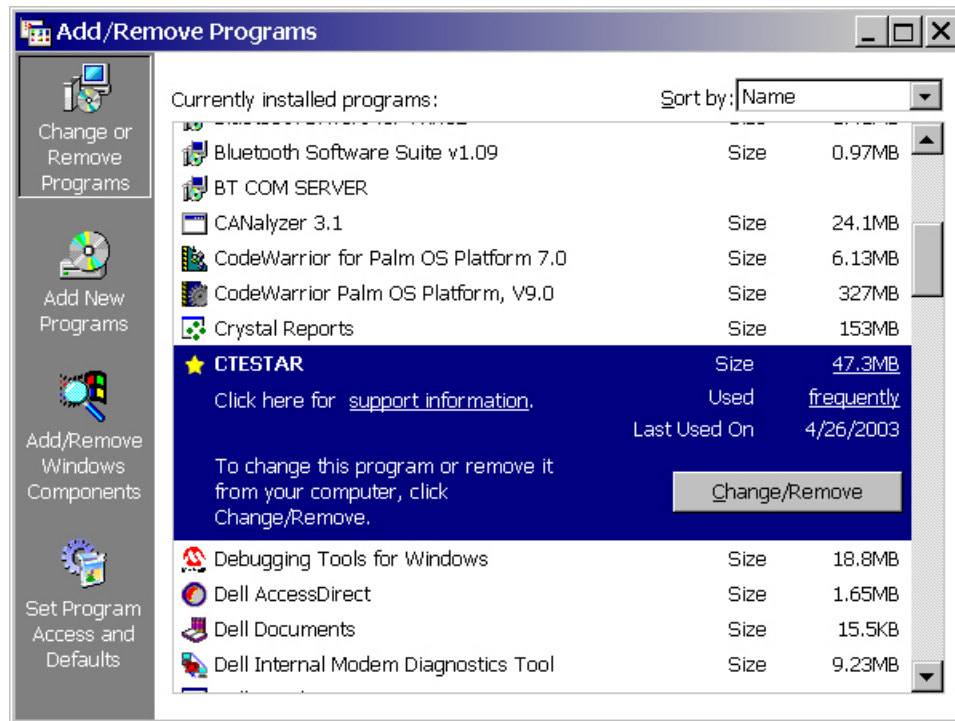 Add/Remove Programs
Change or
Remove
Programs
Add New
Programs
Add/Remove
Windows
Components
Set Program
Access and
Defaults
Currently installed programs:
Sort by: Name
Bluetooth Software Suite v1.09 Size 0.97MB
BT COM SERVER
CANalyzer 3.1 Size 24.1MB
CodeWarrior for Palm OS Platform 7.0 Size 6.13MB
CodeWarrior Palm OS Platform, V9.0 Size 327MB
Crystal Reports Size 153MB
CTESTAR Size 47.3MB
Click here for support information. Used frequently
Last Used On 4/26/2003
To change this program or remove it
from your computer, click
Change/Remove.
Change/Remove
Debugging Tools for Windows Size 18.8MB
Dell AccessDirect Size 1.65MB
Dell Documents Size 15.5KB
Dell Internal Modem Diagnostics Tool Size 9.23MB